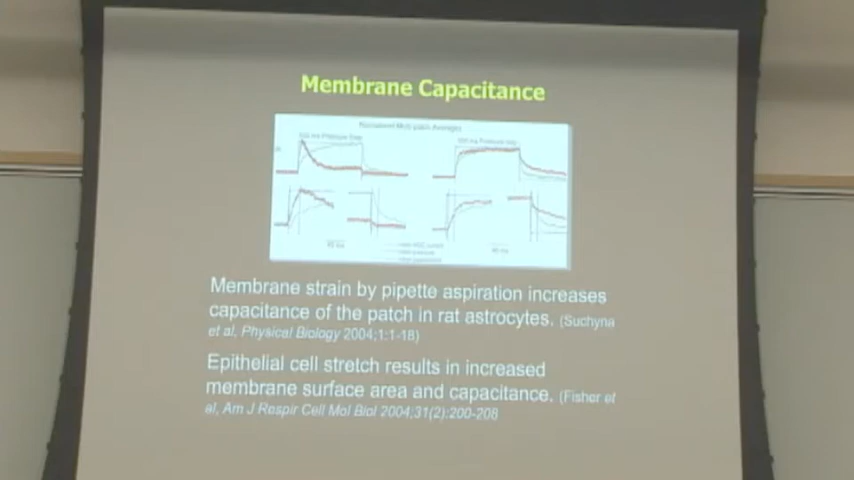 Membrane Capacitance
Membrane strain by pipette aspiration increases
capacitance of the patch in rat astrocytes. (Suchyna
et al, Physical Biology 2004;1:1-18)
Epithelial cell stretch results in increased
membrane surface area and capacitance. (Fisher et
al, Am J Respir Cell Mol Biol 2004;31(2):200-208